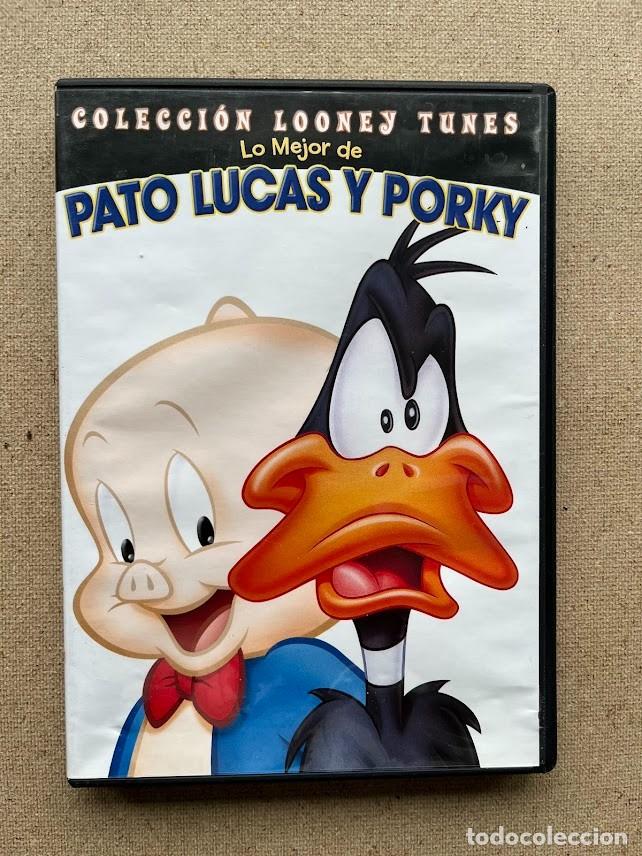 COLECCIÓN LOONEY TUNES
Lo Mejor de
PATO LUCAS Y PORKY
todocoleccion